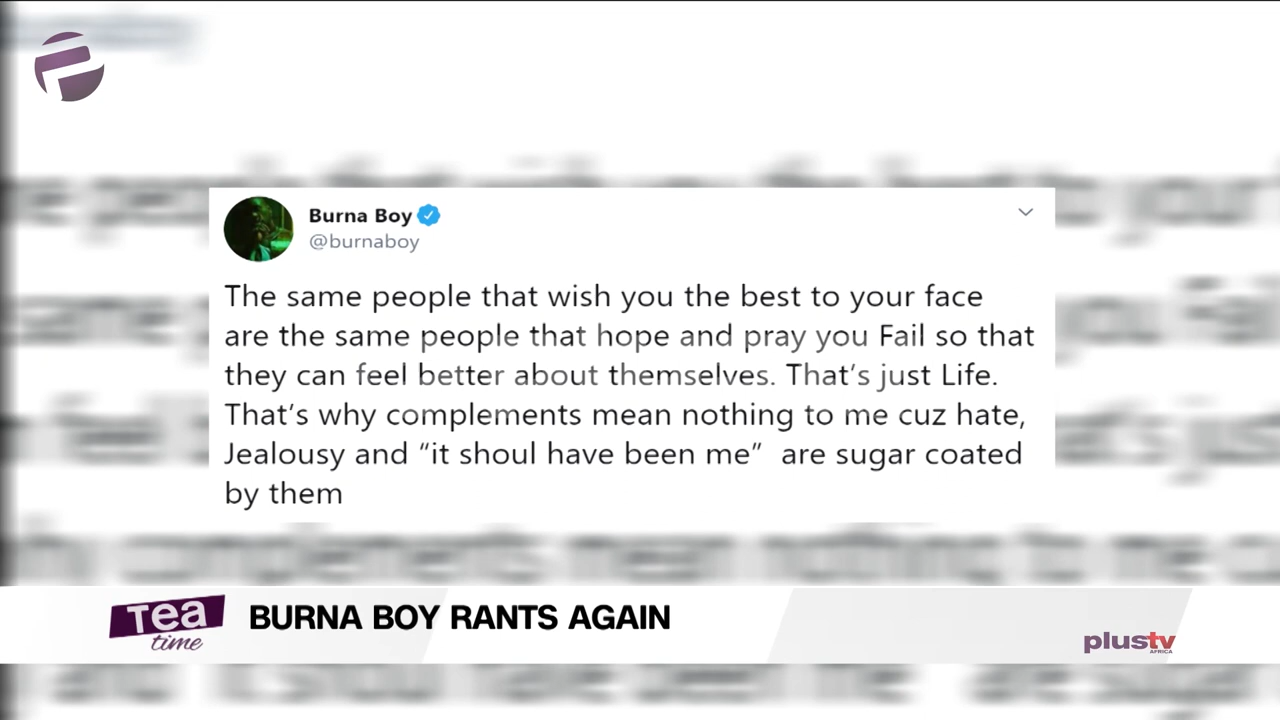 Burna Boy
@burnaboy
The same people that wish you the best to your face
are the same people that hope and pray you Fail so that
they can feel better about themselves. That's just Life.
That's why complements mean nothing to me cuz hate,
Jealousy and “it shoul have been me” are sugar coated
by them
Tea
time
BURNA BOY RANTS AGAIN
plustv
AFRICA